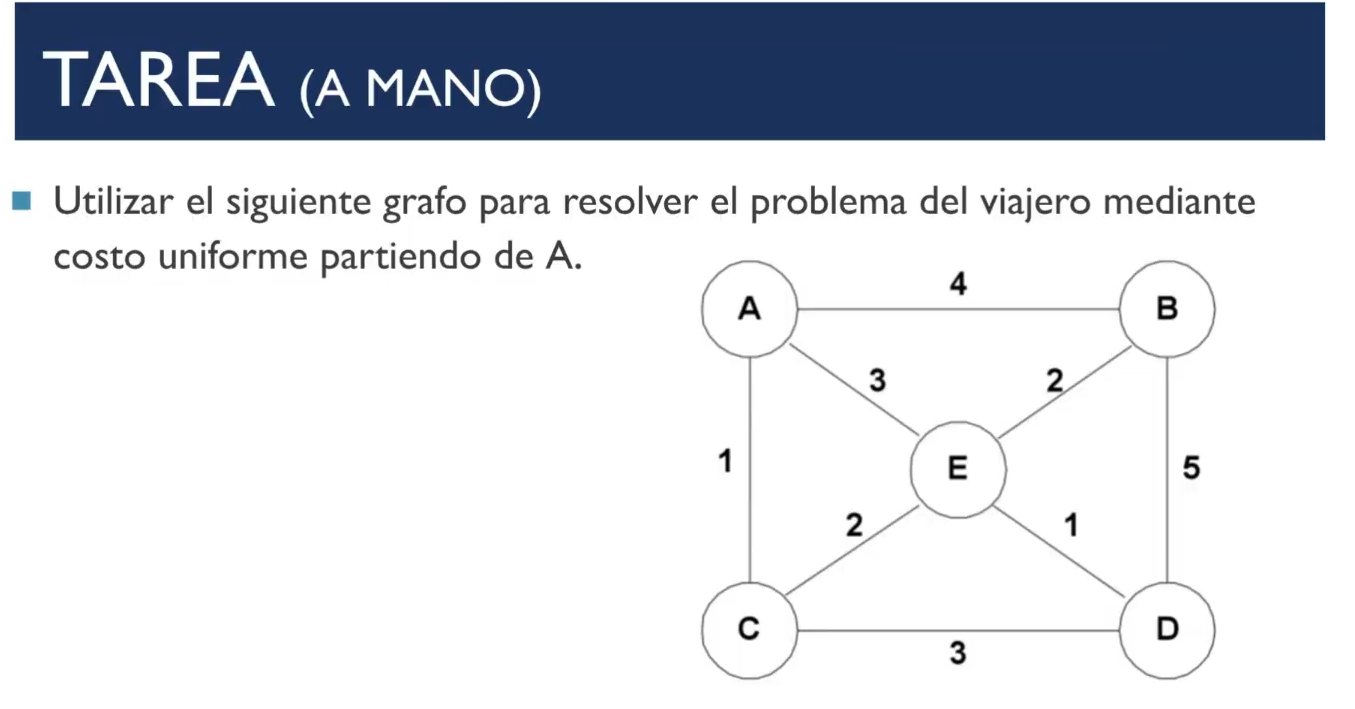 TAREA (A MANO)
Utilizar el siguiente grafo para resolver el problema del viajero mediante
costo uniforme partiendo de A.
4
A
B
3
2
1
E
5
2
1
C
D
3